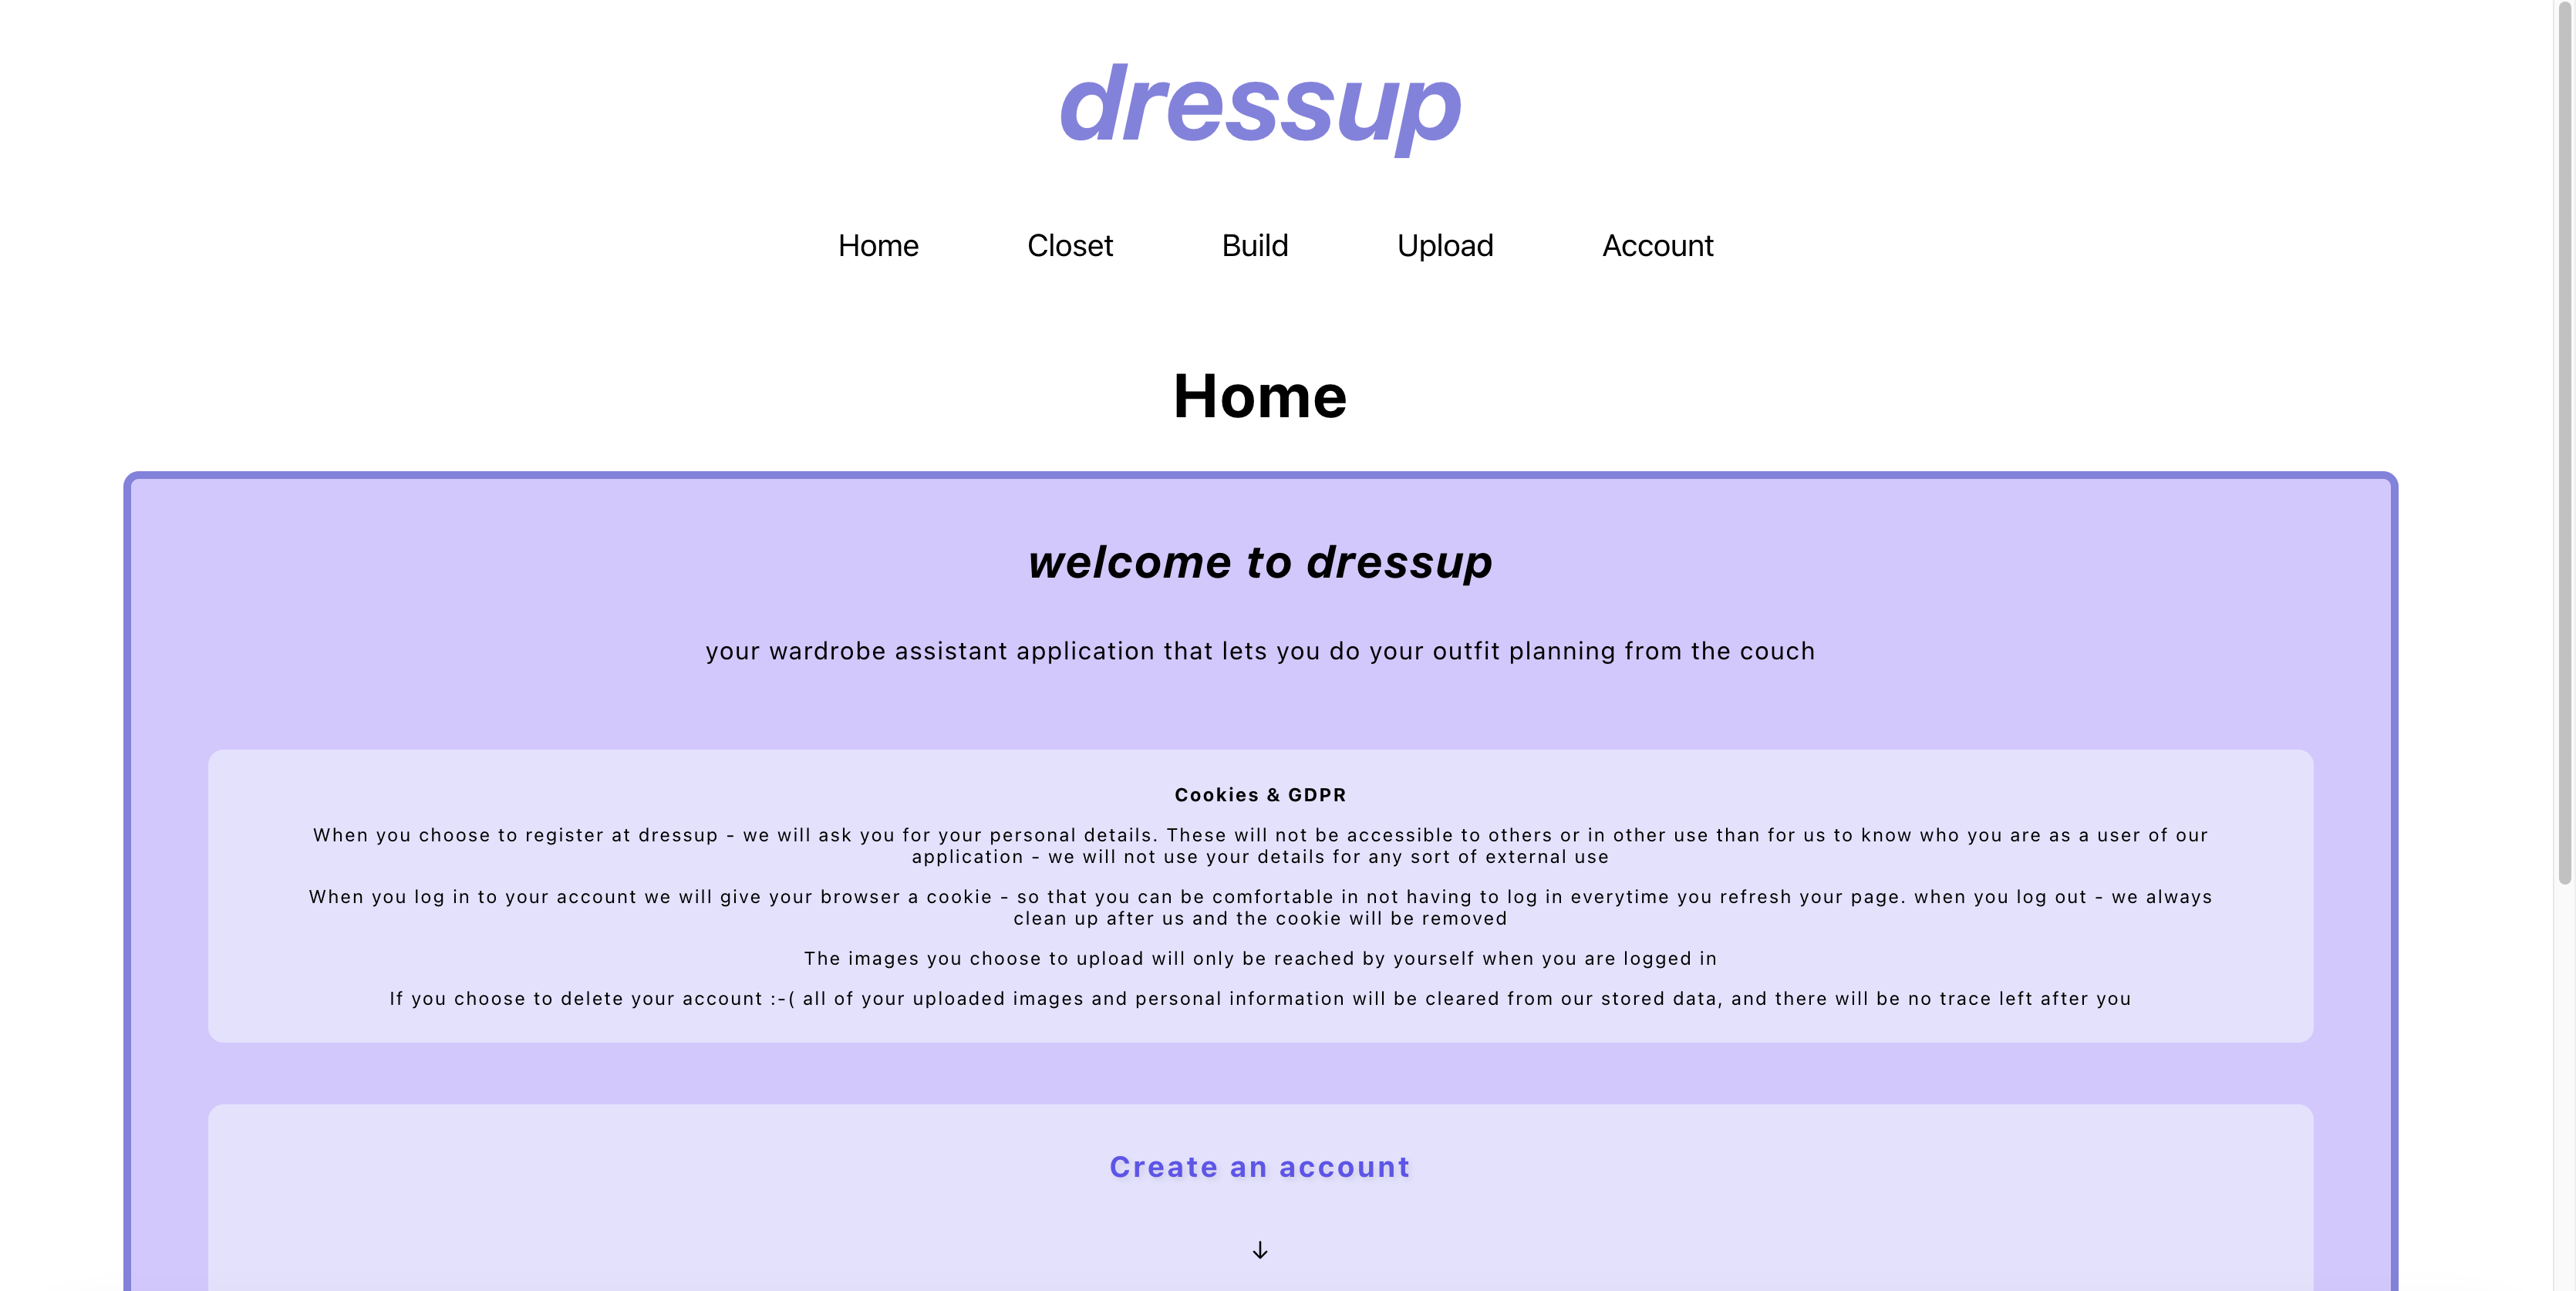 dressup
Home Closet Build Upload Account
Home
welcome to dressup
your wardrobe assistant application that lets you do your outfit planning from the couch
Cookies & GDPR
When you choose to register at dressup - we will ask you for your personal details. These will not be accessible to others or in other use than for us to know who you are as a user of our
application - we will not use your details for any sort of external use
When you log in to your account we will give your browser a cookie - so that you can be comfortable in not having to log in everytime you refresh your page. when you log out - we always
clean up after us and the cookie will be removed
The images you choose to upload will only be reached by yourself when you are logged in
If you choose to delete your account :-( all of your uploaded images and personal information will be cleared from our stored data, and there will be no trace left after you
Create an account
↓